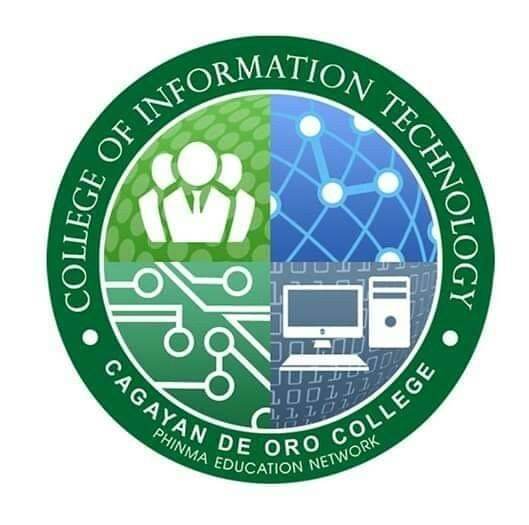 COLLEGE OF INFORMATION TECHNOLOGY
CAGAYAN DE ORO COLLEGE
PHINMA EDUCATION NETWORK